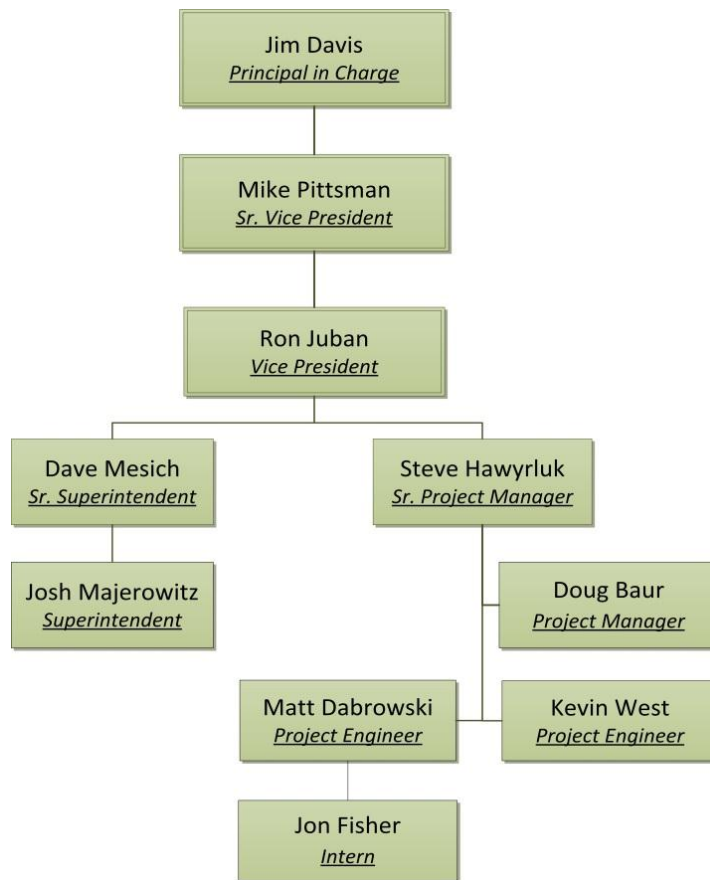 Jim Davis
Principal in Charge
Mike Pittsman
Sr. Vice President
Ron Juban
Vice President
Dave Mesich
Sr. Superintendent
Steve Hawyrluk
Sr. Project Manager
Josh Majerowitz
Superintendent
Doug Baur
Project Manager
Matt Dabrowski
Project Engineer
Kevin West
Project Engineer
Jon Fisher
Intern